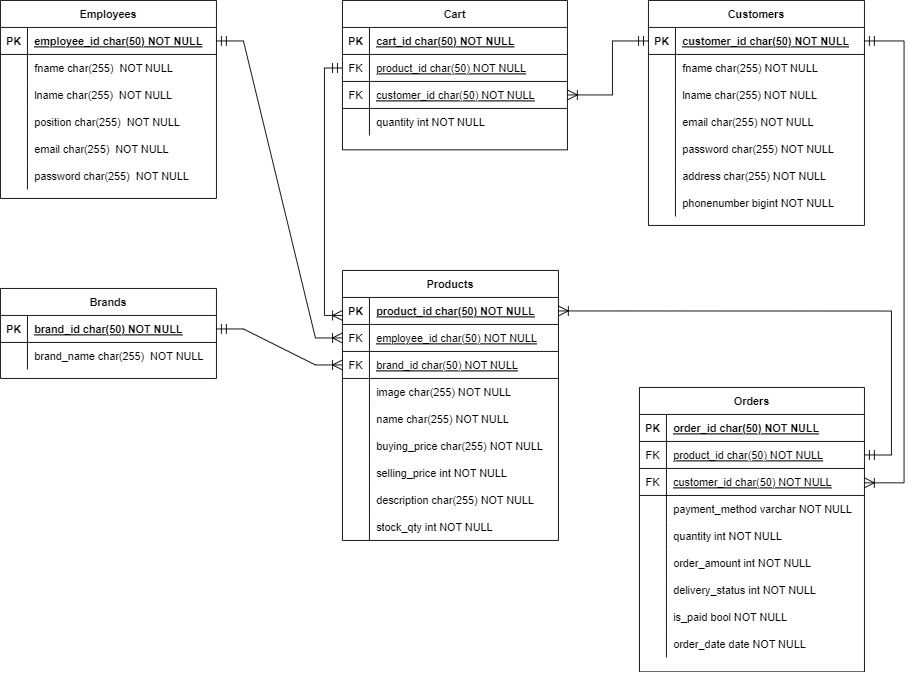 Employees
PK employee_id char(50) NOT NULL
fname char(255) NOT NULL
lname char(255) NOT NULL
position char(255) NOT NULL
email char(255) NOT NULL
password char(255) NOT NULL
Cart
PK cart_id char(50) NOT NULL
FK product_id char(50) NOT NULL
FK customer_id char(50) NOT NULL
quantity int NOT NULL
Customers
PK customer_id char(50) NOT NULL
fname char(255) NOT NULL
lname char(255) NOT NULL
email char(255) NOT NULL
password char(255) NOT NULL
address char(255) NOT NULL
phonenumber bigint NOT NULL
Brands
PK brand_id char(50) NOT NULL
brand_name char(255) NOT NULL
Products
PK product_id char(50) NOT NULL
FK employee_id char(50) NOT NULL
FK brand_id char(50) NOT NULL
image char(255) NOT NULL
name char(255) NOT NULL
buying_price char(255) NOT NULL
selling_price int NOT NULL
description char(255) NOT NULL
stock_qty int NOT NULL
Orders
PK order_id char(50) NOT NULL
FK product_id char(50) NOT NULL
FK customer_id char(50) NOT NULL
payment_method varchar NOT NULL
quantity int NOT NULL
order_amount int NOT NULL
delivery_status int NOT NULL
is_paid bool NOT NULL
order_date date NOT NULL